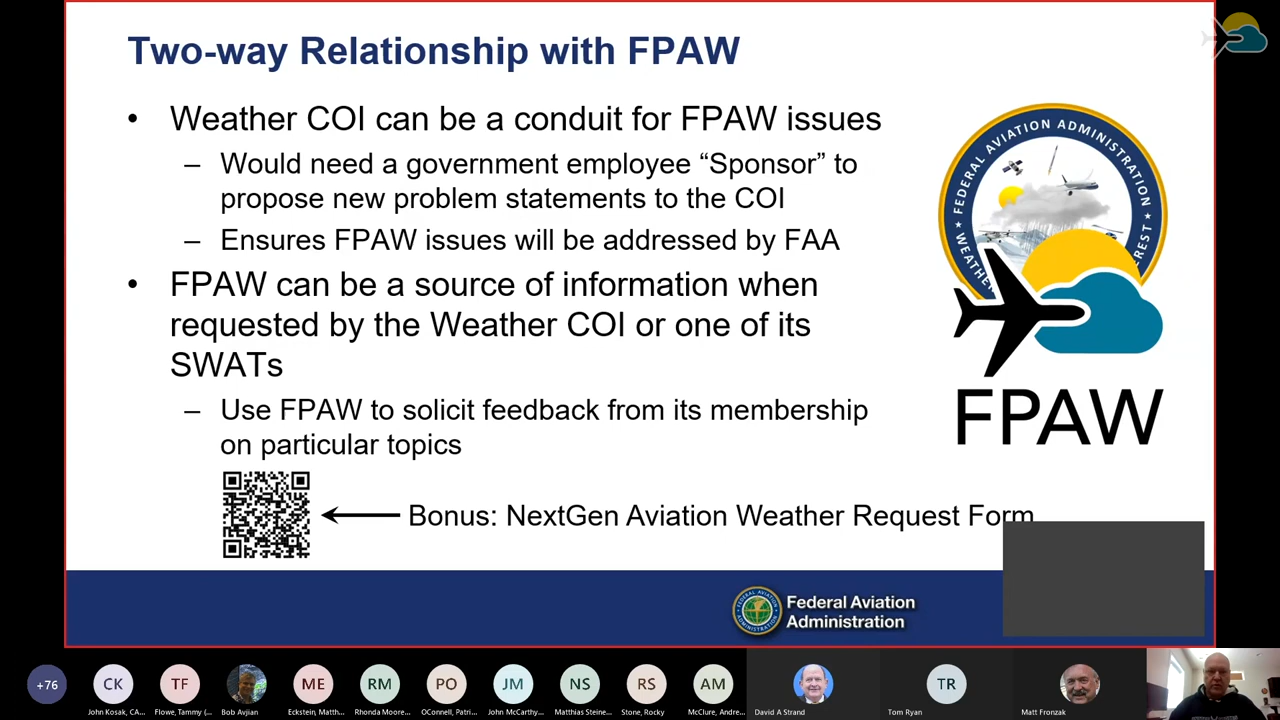 Two-way Relationship with FPAW
• Weather COI can be a conduit for FPAW issues
– Would need a government employee “Sponsor” to
propose new problem statements to the COI
– Ensures FPAW issues will be addressed by FAA
• FPAW can be a source of information when
requested by the Weather COI or one of its
SWATs
– Use FPAW to solicit feedback from its membership
on particular topics
Bonus: NextGen Aviation Weather Request Form
FEDERAL AVIATION ADMINISTRATION
FPAW
Federal Aviation
Administration
+76
CK
TF
ME
RM
PO
JM
NS
RS
AM
TR
John Kosak, CA...
Flowe, Tammy (...
Bob Avjian
Eckstein, Matth...
Rhonda Moore...
OConnell, Patri...
John McCarthy...
Matthias Steine...
Stone, Rocky
McClure, Andre...
David A Strand
Tom Ryan
Matt Fronzak